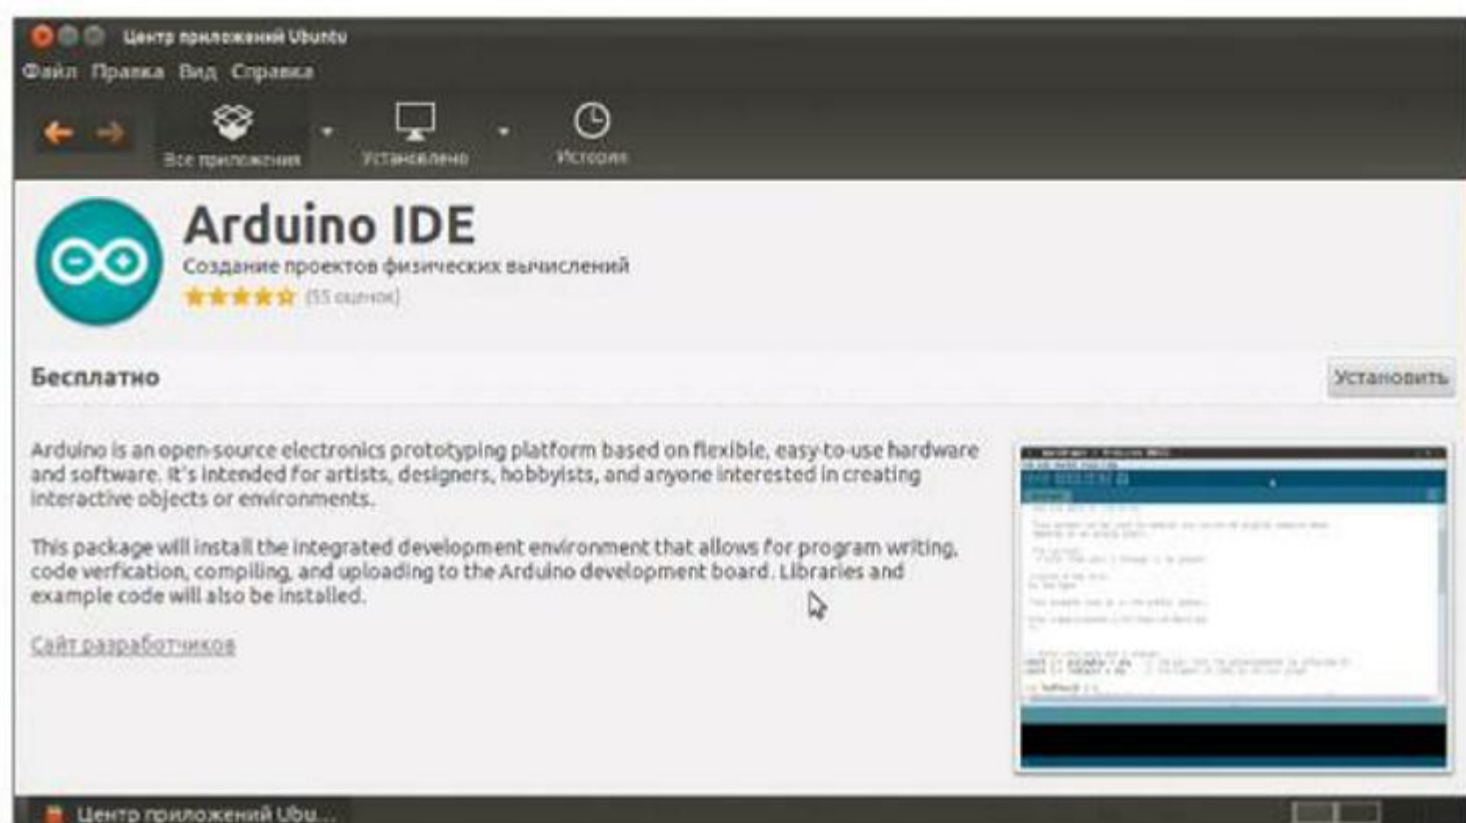 Центр приложений Ubuntu
Файл Правка Вид Справка
Все приложения Установлено История
Arduino IDE
Создание проектов физических вычислений
(55 оценок)
Бесплатно
Установить
Arduino is an open-source electronics prototyping platform based on flexible, easy-to-use hardware
and software. It's intended for artists, designers, hobbyists, and anyone interested in creating
interactive objects or environments.
This package will install the integrated development environment that allows for program writing,
code verfication, compiling, and uploading to the Arduino development board. Libraries and
example code will also be installed.
Сайт разработчиков
Центр приложений Ubu...